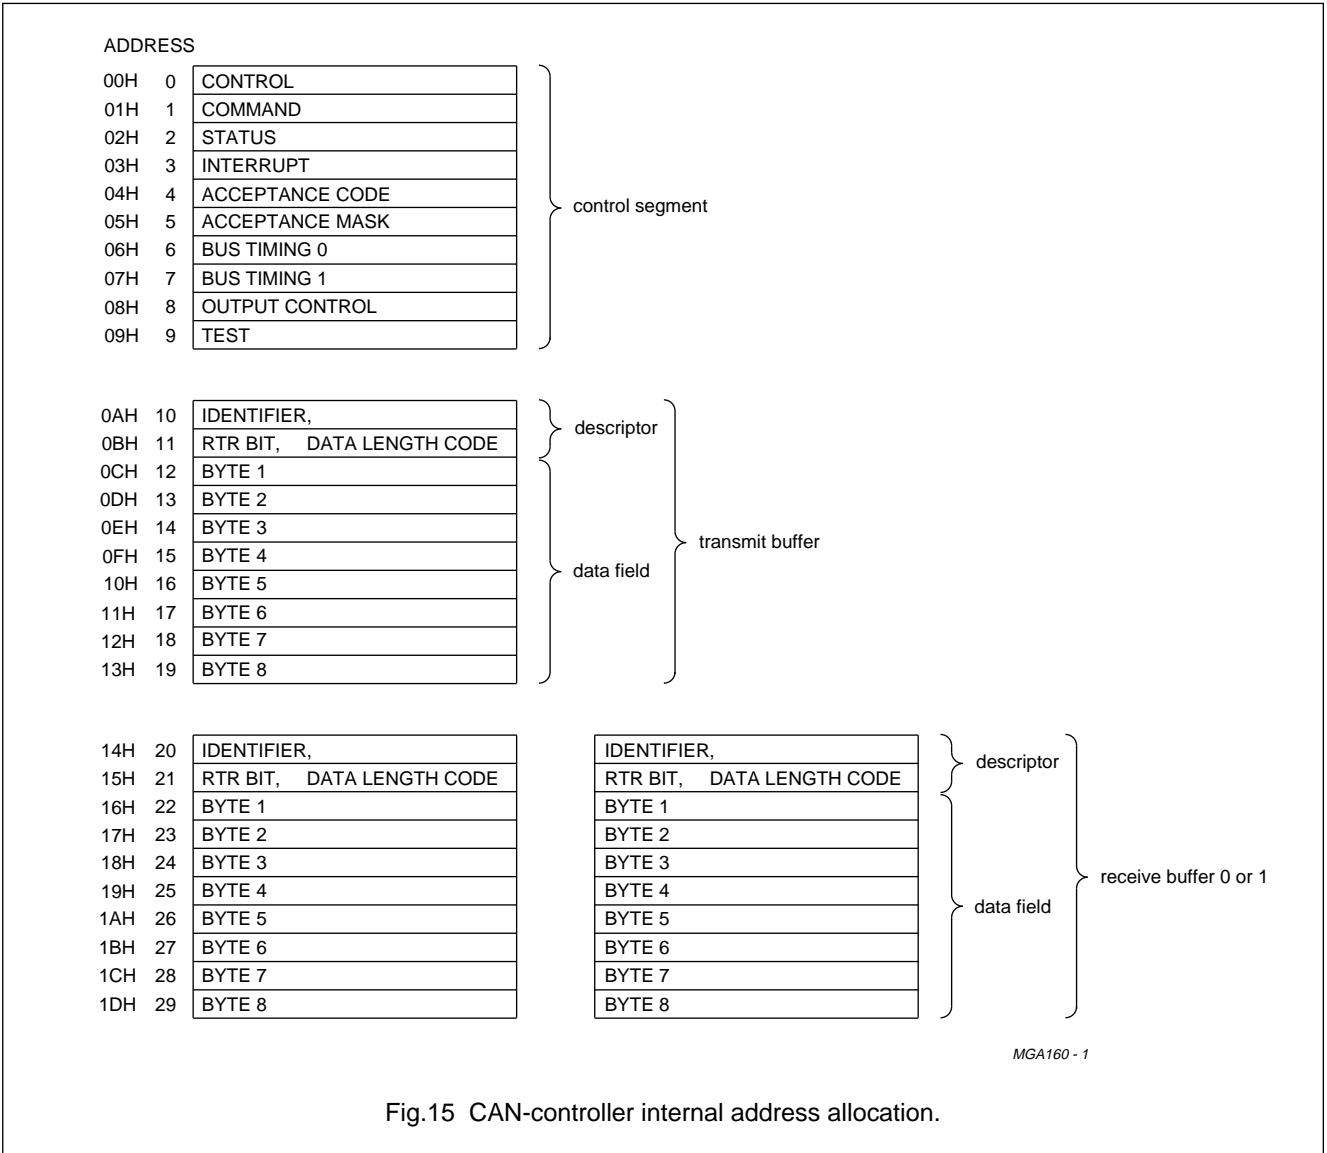 ADDRESS
00H 0 CONTROL
01H 1 COMMAND
02H 2 STATUS
03H 3 INTERRUPT
04H 4 ACCEPTANCE CODE
05H 5 ACCEPTANCE MASK
06H 6 BUS TIMING 0
07H 7 BUS TIMING 1
08H 8 OUTPUT CONTROL
09H 9 TEST
control segment
0AH 10 IDENTIFIER,
0BH 11 RTR BIT, DATA LENGTH CODE
0CH 12 BYTE 1
0DH 13 BYTE 2
0EH 14 BYTE 3
0FH 15 BYTE 4
10H 16 BYTE 5
11H 17 BYTE 6
12H 18 BYTE 7
13H 19 BYTE 8
descriptor
data field
transmit buffer
14H 20 IDENTIFIER, IDENTIFIER,
15H 21 RTR BIT, DATA LENGTH CODE RTR BIT, DATA LENGTH CODE
16H 22 BYTE 1 BYTE 1
17H 23 BYTE 2 BYTE 2
18H 24 BYTE 3 BYTE 3
19H 25 BYTE 4 BYTE 4
1AH 26 BYTE 5 BYTE 5
1BH 27 BYTE 6 BYTE 6
1CH 28 BYTE 7 BYTE 7
1DH 29 BYTE 8 BYTE 8
descriptor
data field
receive buffer 0 or 1
MGA160 - 1
Fig.15 CAN-controller internal address allocation.